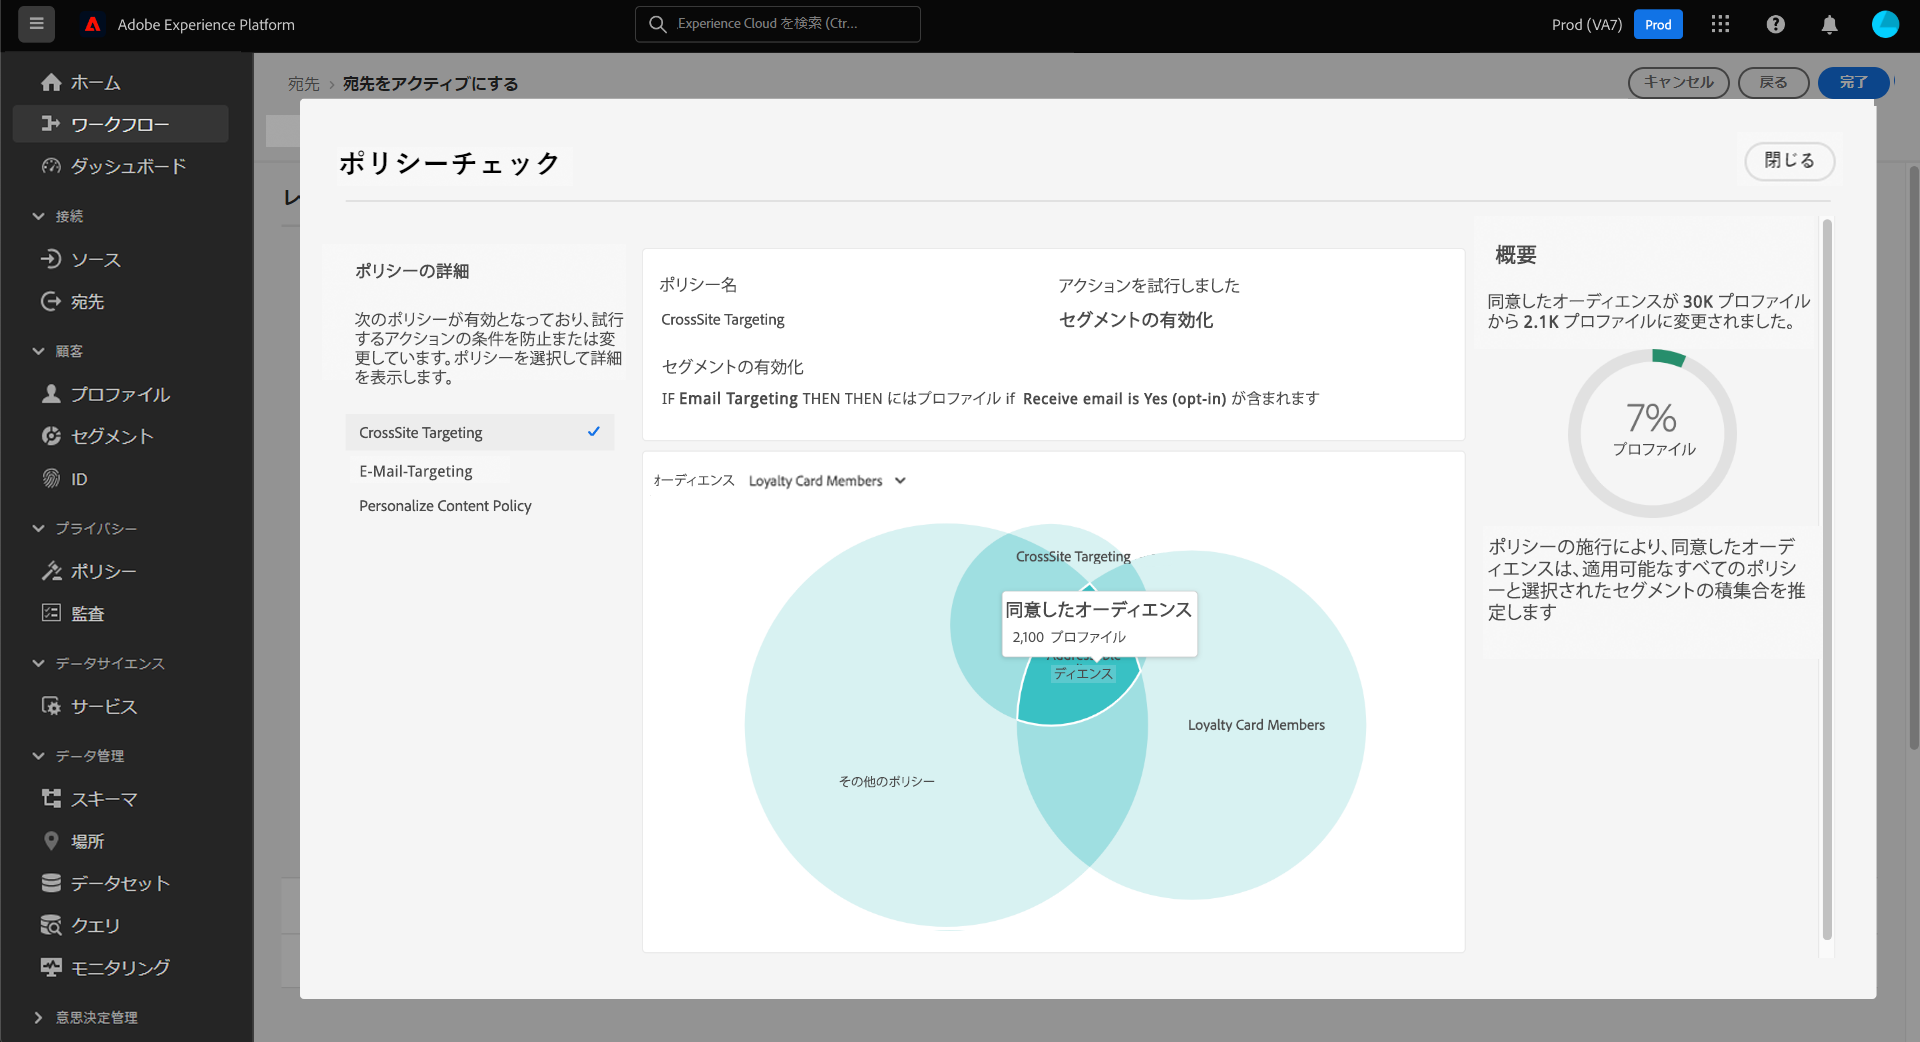 Adobe Experience Platform
Experience Cloud を検索 (Ctr...
Prod (VA7)
Prod
ホーム
ワークフロー
ダッシュボード
接続
ソース
宛先
顧客
プロファイル
セグメント
ID
プライバシー
ポリシー
監査
データサイエンス
サービス
データ管理
スキーマ
場所
データセット
クエリ
モニタリング
意思決定管理
宛先 › 宛先をアクティブにする
キャンセル
戻る
完了
レ
ポリシーチェック
閉じる
ポリシーの詳細
次のポリシーが有効となっており、試行
するアクションの条件を防止または変
更しています。ポリシーを選択して詳細
を表示します。
CrossSite Targeting
E-Mail-Targeting
Personalize Content Policy
ポリシー名
CrossSite Targeting
アクションを試行しました
セグメントの有効化
セグメントの有効化
IF Email Targeting THEN THEN にはプロファイル if Receive email is Yes (opt-in) が含まれます
オーディエンス Loyalty Card Members
CrossSite Targeting
同意したオーディエンス
2,100 プロファイル
ディエンス
Loyalty Card Members
その他のポリシー
概要
同意したオーディエンスが 30K プロファイル
から 2.1K プロファイルに変更されました。
7%
プロファイル
ポリシーの施行により、同意したオーデ
ィエンスは、適用可能なすべてのポリシ
ーと選択されたセグメントの積集合を推
定します